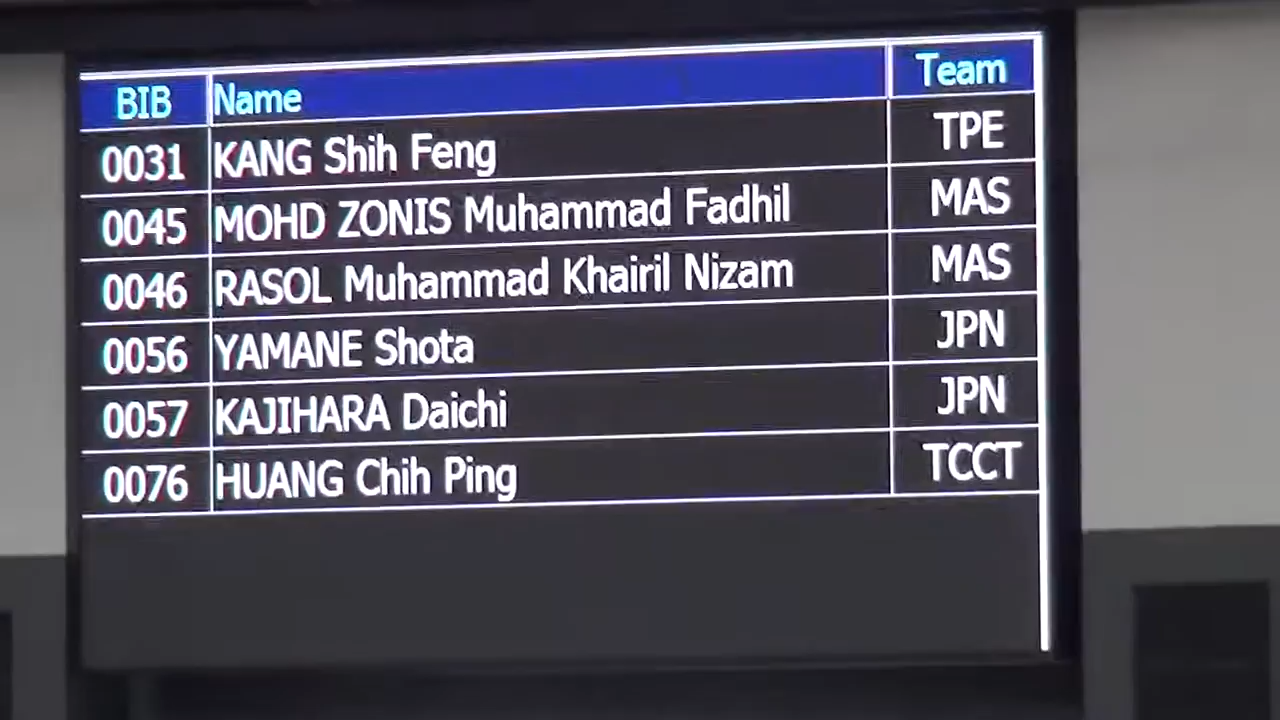 BIB Name Team
0031 KANG Shih Feng TPE
0045 MOHD ZONIS Muhammad Fadhil MAS
0046 RASOL Muhammad Khairil Nizam MAS
0056 YAMANE Shota JPN
0057 KAJIHARA Daichi JPN
0076 HUANG Chih Ping TCCT